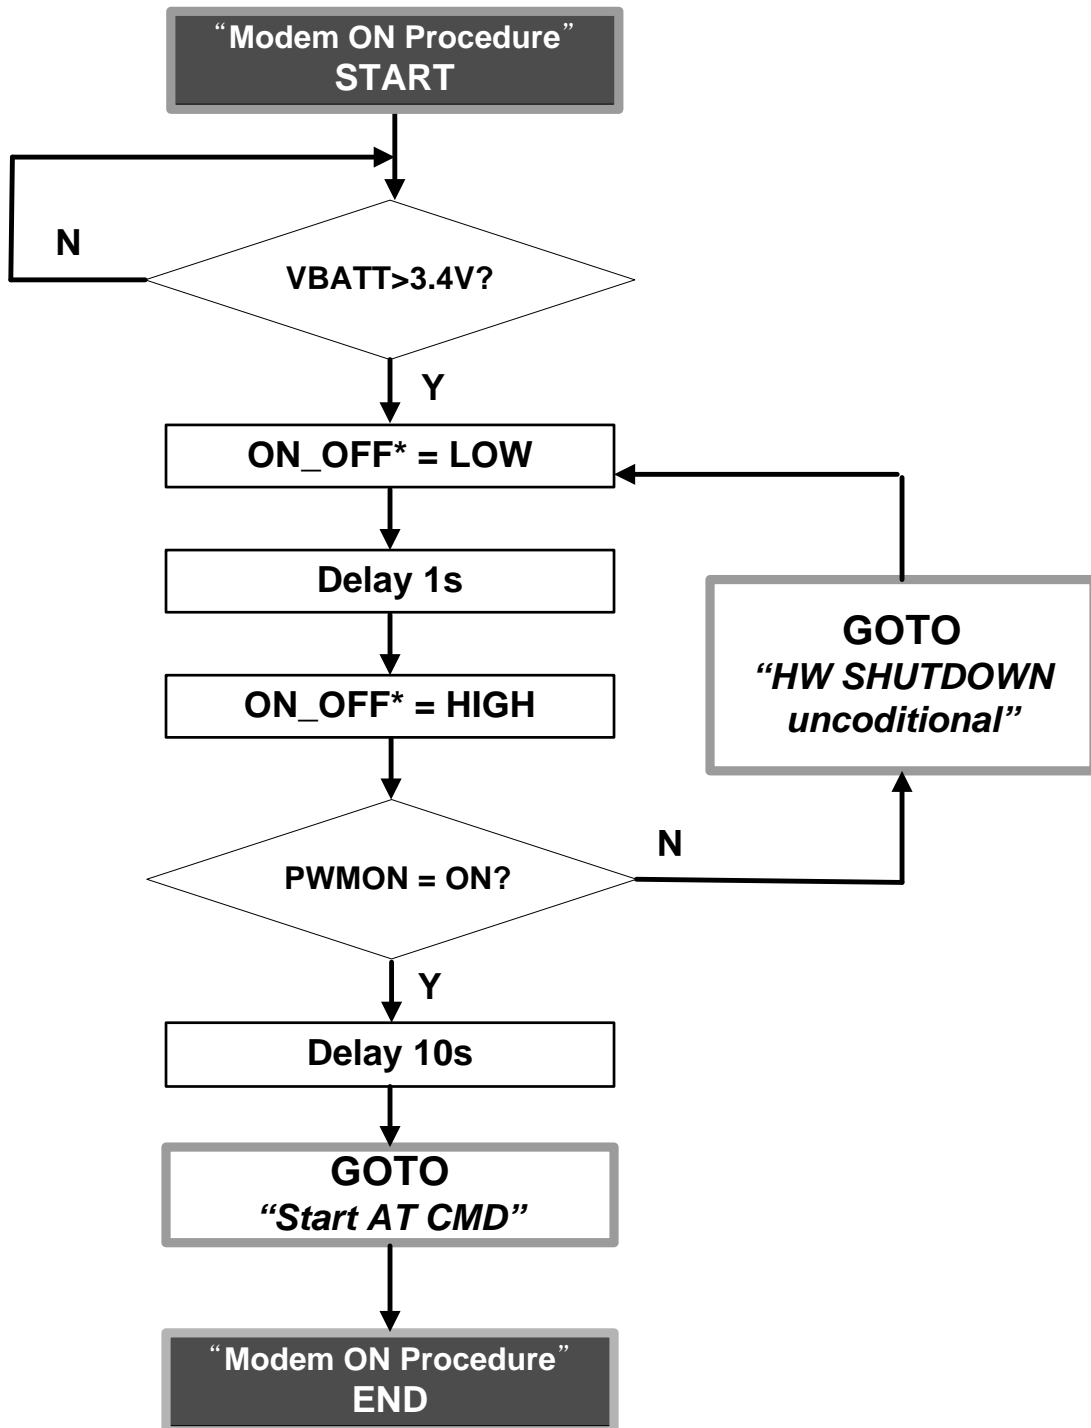 “Modem ON Procedure”
START
N
VBATT>3.4V?
Y
ON_OFF* = LOW
Delay 1s
ON_OFF* = HIGH
GOTO
“HW SHUTDOWN
uncoditional”
PWMON = ON?
N
Y
Delay 10s
GOTO
“Start AT CMD”
“Modem ON Procedure”
END